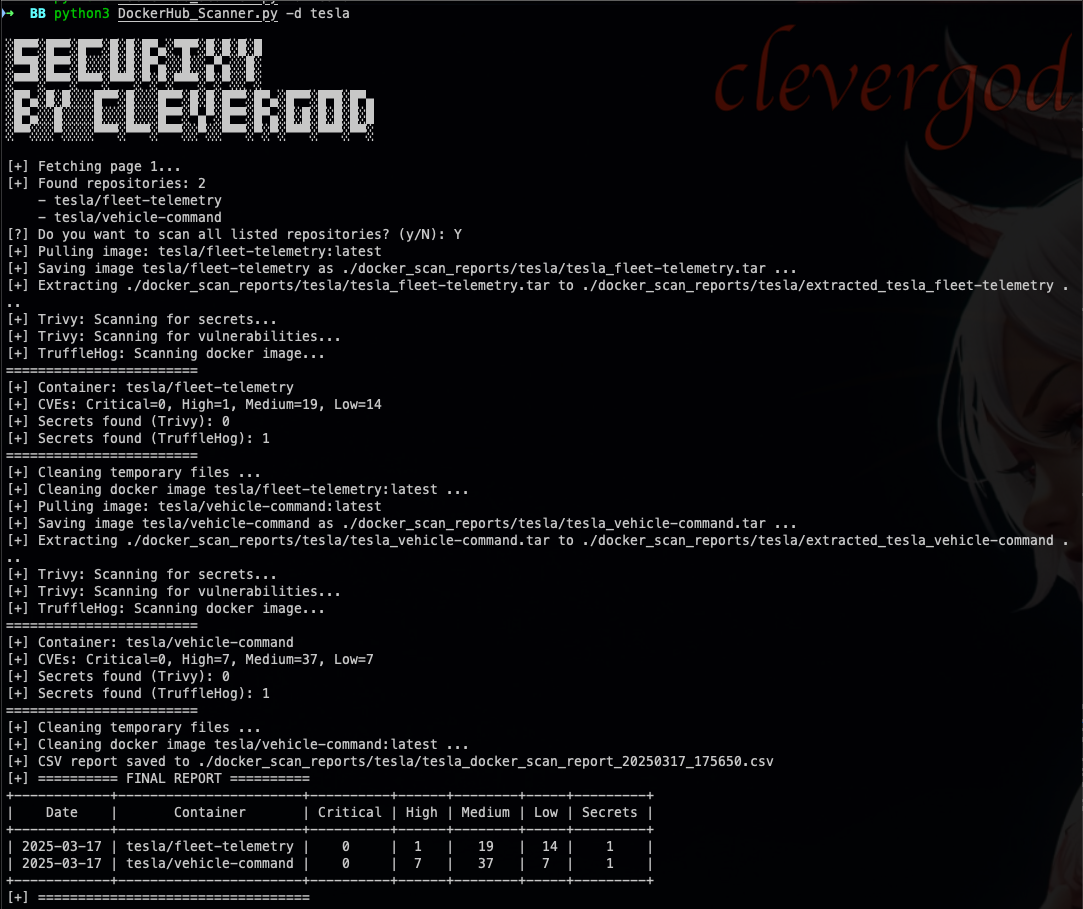 BB python3 DockerHub_Scanner.py -d tesla
SECURIXY
BY CLEVERGOD
clevergod
[+] Fetching page 1...
[+] Found repositories: 2
    - tesla/fleet-telemetry
    - tesla/vehicle-command
[?] Do you want to scan all listed repositories? (y/N): Y
[+] Pulling image: tesla/fleet-telemetry:latest
[+] Saving image tesla/fleet-telemetry as ./docker_scan_reports/tesla/tesla_fleet-telemetry.tar ...
[+] Extracting ./docker_scan_reports/tesla/tesla_fleet-telemetry.tar to ./docker_scan_reports/tesla/extracted_tesla_fleet-telemetry .
..
[+] Trivy: Scanning for secrets...
[+] Trivy: Scanning for vulnerabilities...
[+] TruffleHog: Scanning docker image...
========================
[+] Container: tesla/fleet-telemetry
[+] CVEs: Critical=0, High=1, Medium=19, Low=14
[+] Secrets found (Trivy): 0
[+] Secrets found (TruffleHog): 1
========================
[+] Cleaning temporary files ...
[+] Cleaning docker image tesla/fleet-telemetry:latest ...
[+] Pulling image: tesla/vehicle-command:latest
[+] Saving image tesla/vehicle-command as ./docker_scan_reports/tesla/tesla_vehicle-command.tar ...
[+] Extracting ./docker_scan_reports/tesla/tesla_vehicle-command.tar to ./docker_scan_reports/tesla/extracted_tesla_vehicle-command .
..
[+] Trivy: Scanning for secrets...
[+] Trivy: Scanning for vulnerabilities...
[+] TruffleHog: Scanning docker image...
========================
[+] Container: tesla/vehicle-command
[+] CVEs: Critical=0, High=7, Medium=37, Low=7
[+] Secrets found (Trivy): 0
[+] Secrets found (TruffleHog): 1
========================
[+] Cleaning temporary files ...
[+] Cleaning docker image tesla/vehicle-command:latest ...
[+] CSV report saved to ./docker_scan_reports/tesla/tesla_docker_scan_report_20250317_175650.csv
[+] ========== FINAL REPORT ==========
+------------+-----------------------+----------+------+--------+-----+---------+
|    Date    |       Container       | Critical | High | Medium | Low | Secrets |
+------------+-----------------------+----------+------+--------+-----+---------+
| 2025-03-17 | tesla/fleet-telemetry |    0     |  1   |   19   |  14 |    1    |
| 2025-03-17 | tesla/vehicle-command |    0     |  7   |   37   |  7  |    1    |
+------------+-----------------------+----------+------+--------+-----+---------+
[+] ==================================